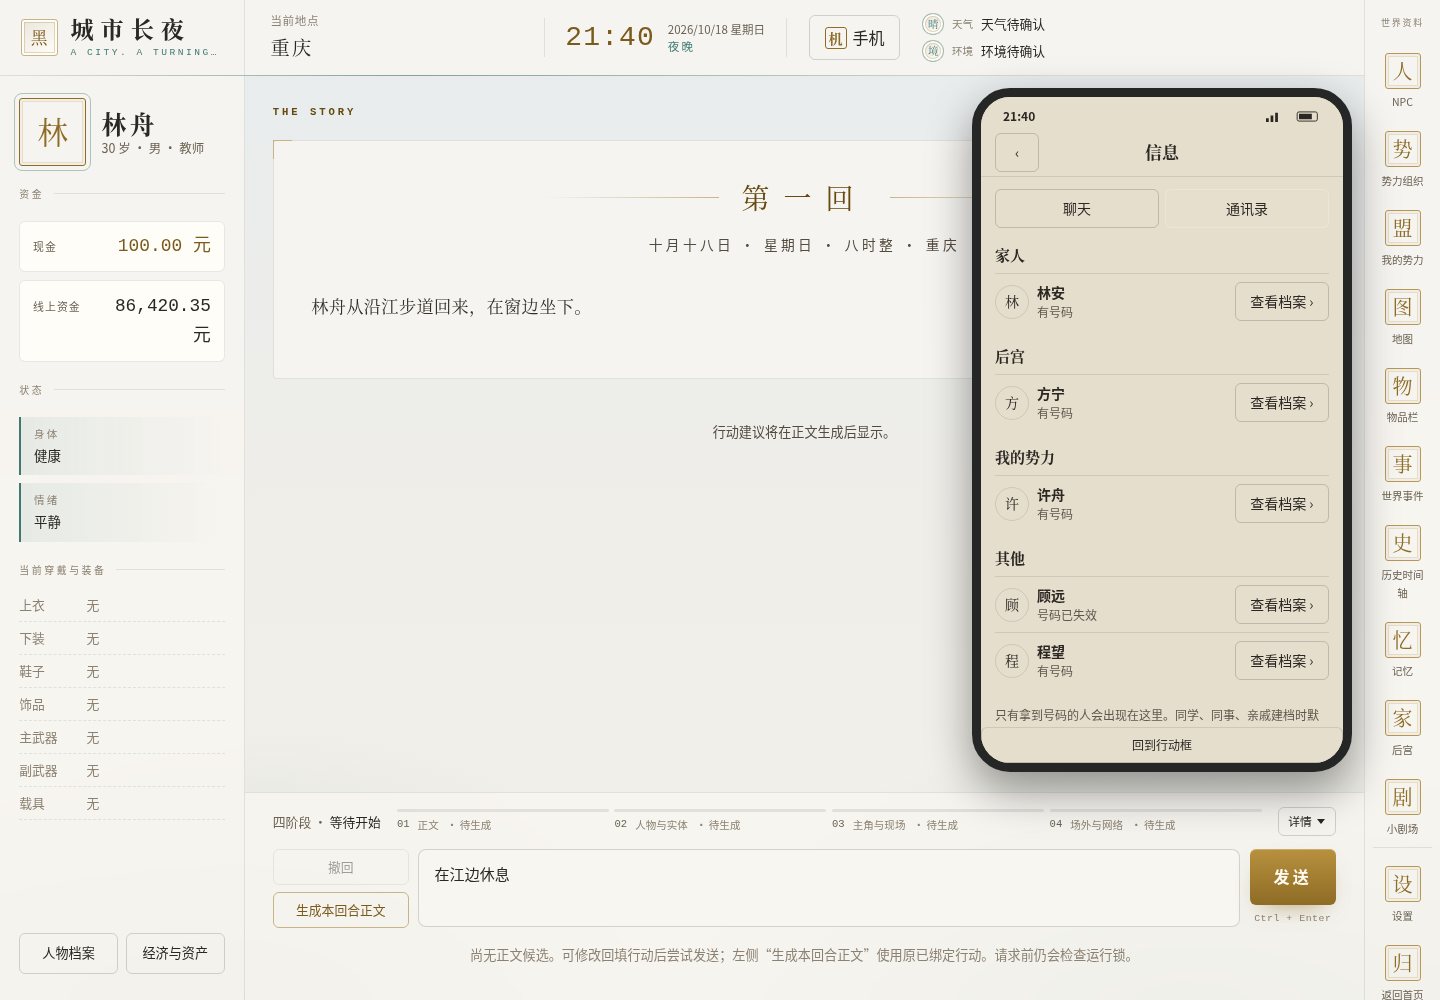 黑
城市长夜
A CITY. A TURNING…
当前地点
重庆
21:40
2026/10/18 星期日
夜晚
机 手机
晴 天气 天气待确认
境 环境 环境待确认
世界资料
人
NPC
势
势力组织
盟
我的势力
图
地图
物
物品栏
事
世界事件
史
历史时间
轴
忆
记忆
家
后宫
剧
小剧场
设
设置
归
返回首页
林
林舟
30 岁 · 男 · 教师
资金
现金 100.00 元
线上资金 86,420.35
元
状态
身体
健康
情绪
平静
当前穿戴与装备
上衣 无
下装 无
鞋子 无
饰品 无
主武器 无
副武器 无
载具 无
人物档案 经济与资产
THE STORY
第一回
十月十八日 · 星期日 · 八时整 · 重庆
林舟从沿江步道回来，在窗边坐下。
行动建议将在正文生成后显示。
21:40
‹ 信息
聊天 通讯录
家人
林 林安
有号码
查看档案 ›
后宫
方 方宁
有号码
查看档案 ›
我的势力
许 许舟
有号码
查看档案 ›
其他
顾 顾远
号码已失效
查看档案 ›
程 程望
有号码
查看档案 ›
只有拿到号码的人会出现在这里。同学、同事、亲戚建档时默
回到行动框
四阶段 · 等待开始
01 正文 · 待生成
02 人物与实体 · 待生成
03 主角与现场 · 待生成
04 场外与网络 · 待生成
详情
撤回
生成本回合正文
在江边休息
发送
Ctrl + Enter
尚无正文候选。可修改回填行动后尝试发送；左侧“生成本回合正文”使用原已绑定行动。请求前仍会检查运行锁。